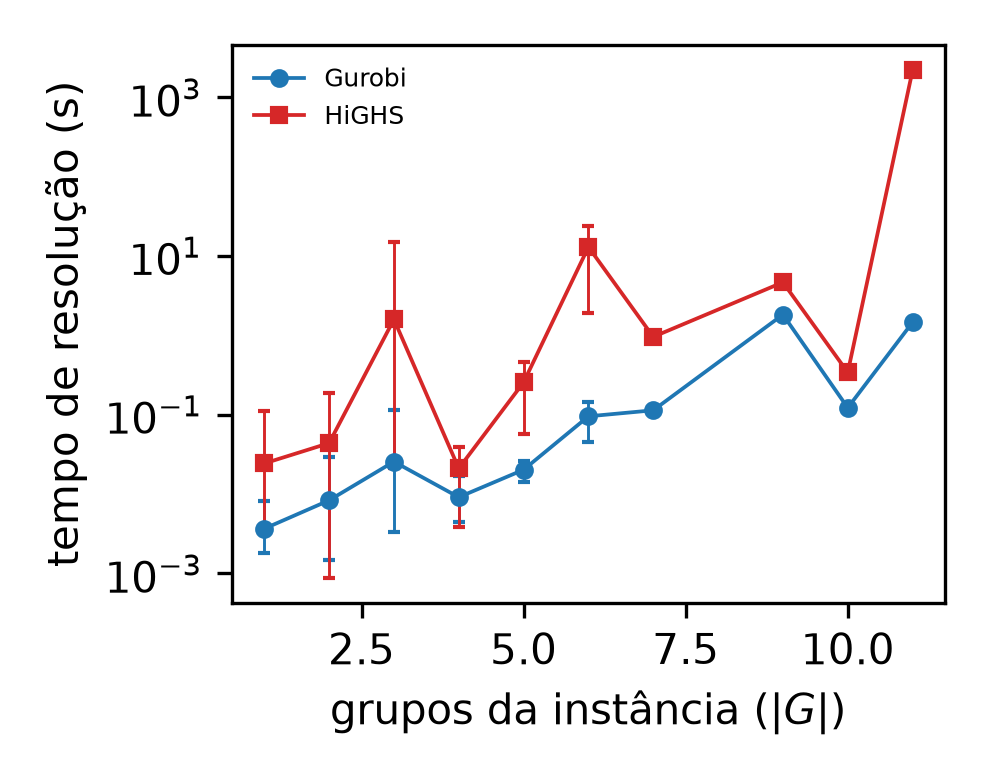 Gurobi
HiGHS
tempo de resolução (s)
10³
10¹
10⁻¹
10⁻³
2.5 5.0 7.5 10.0
grupos da instância (|G|)